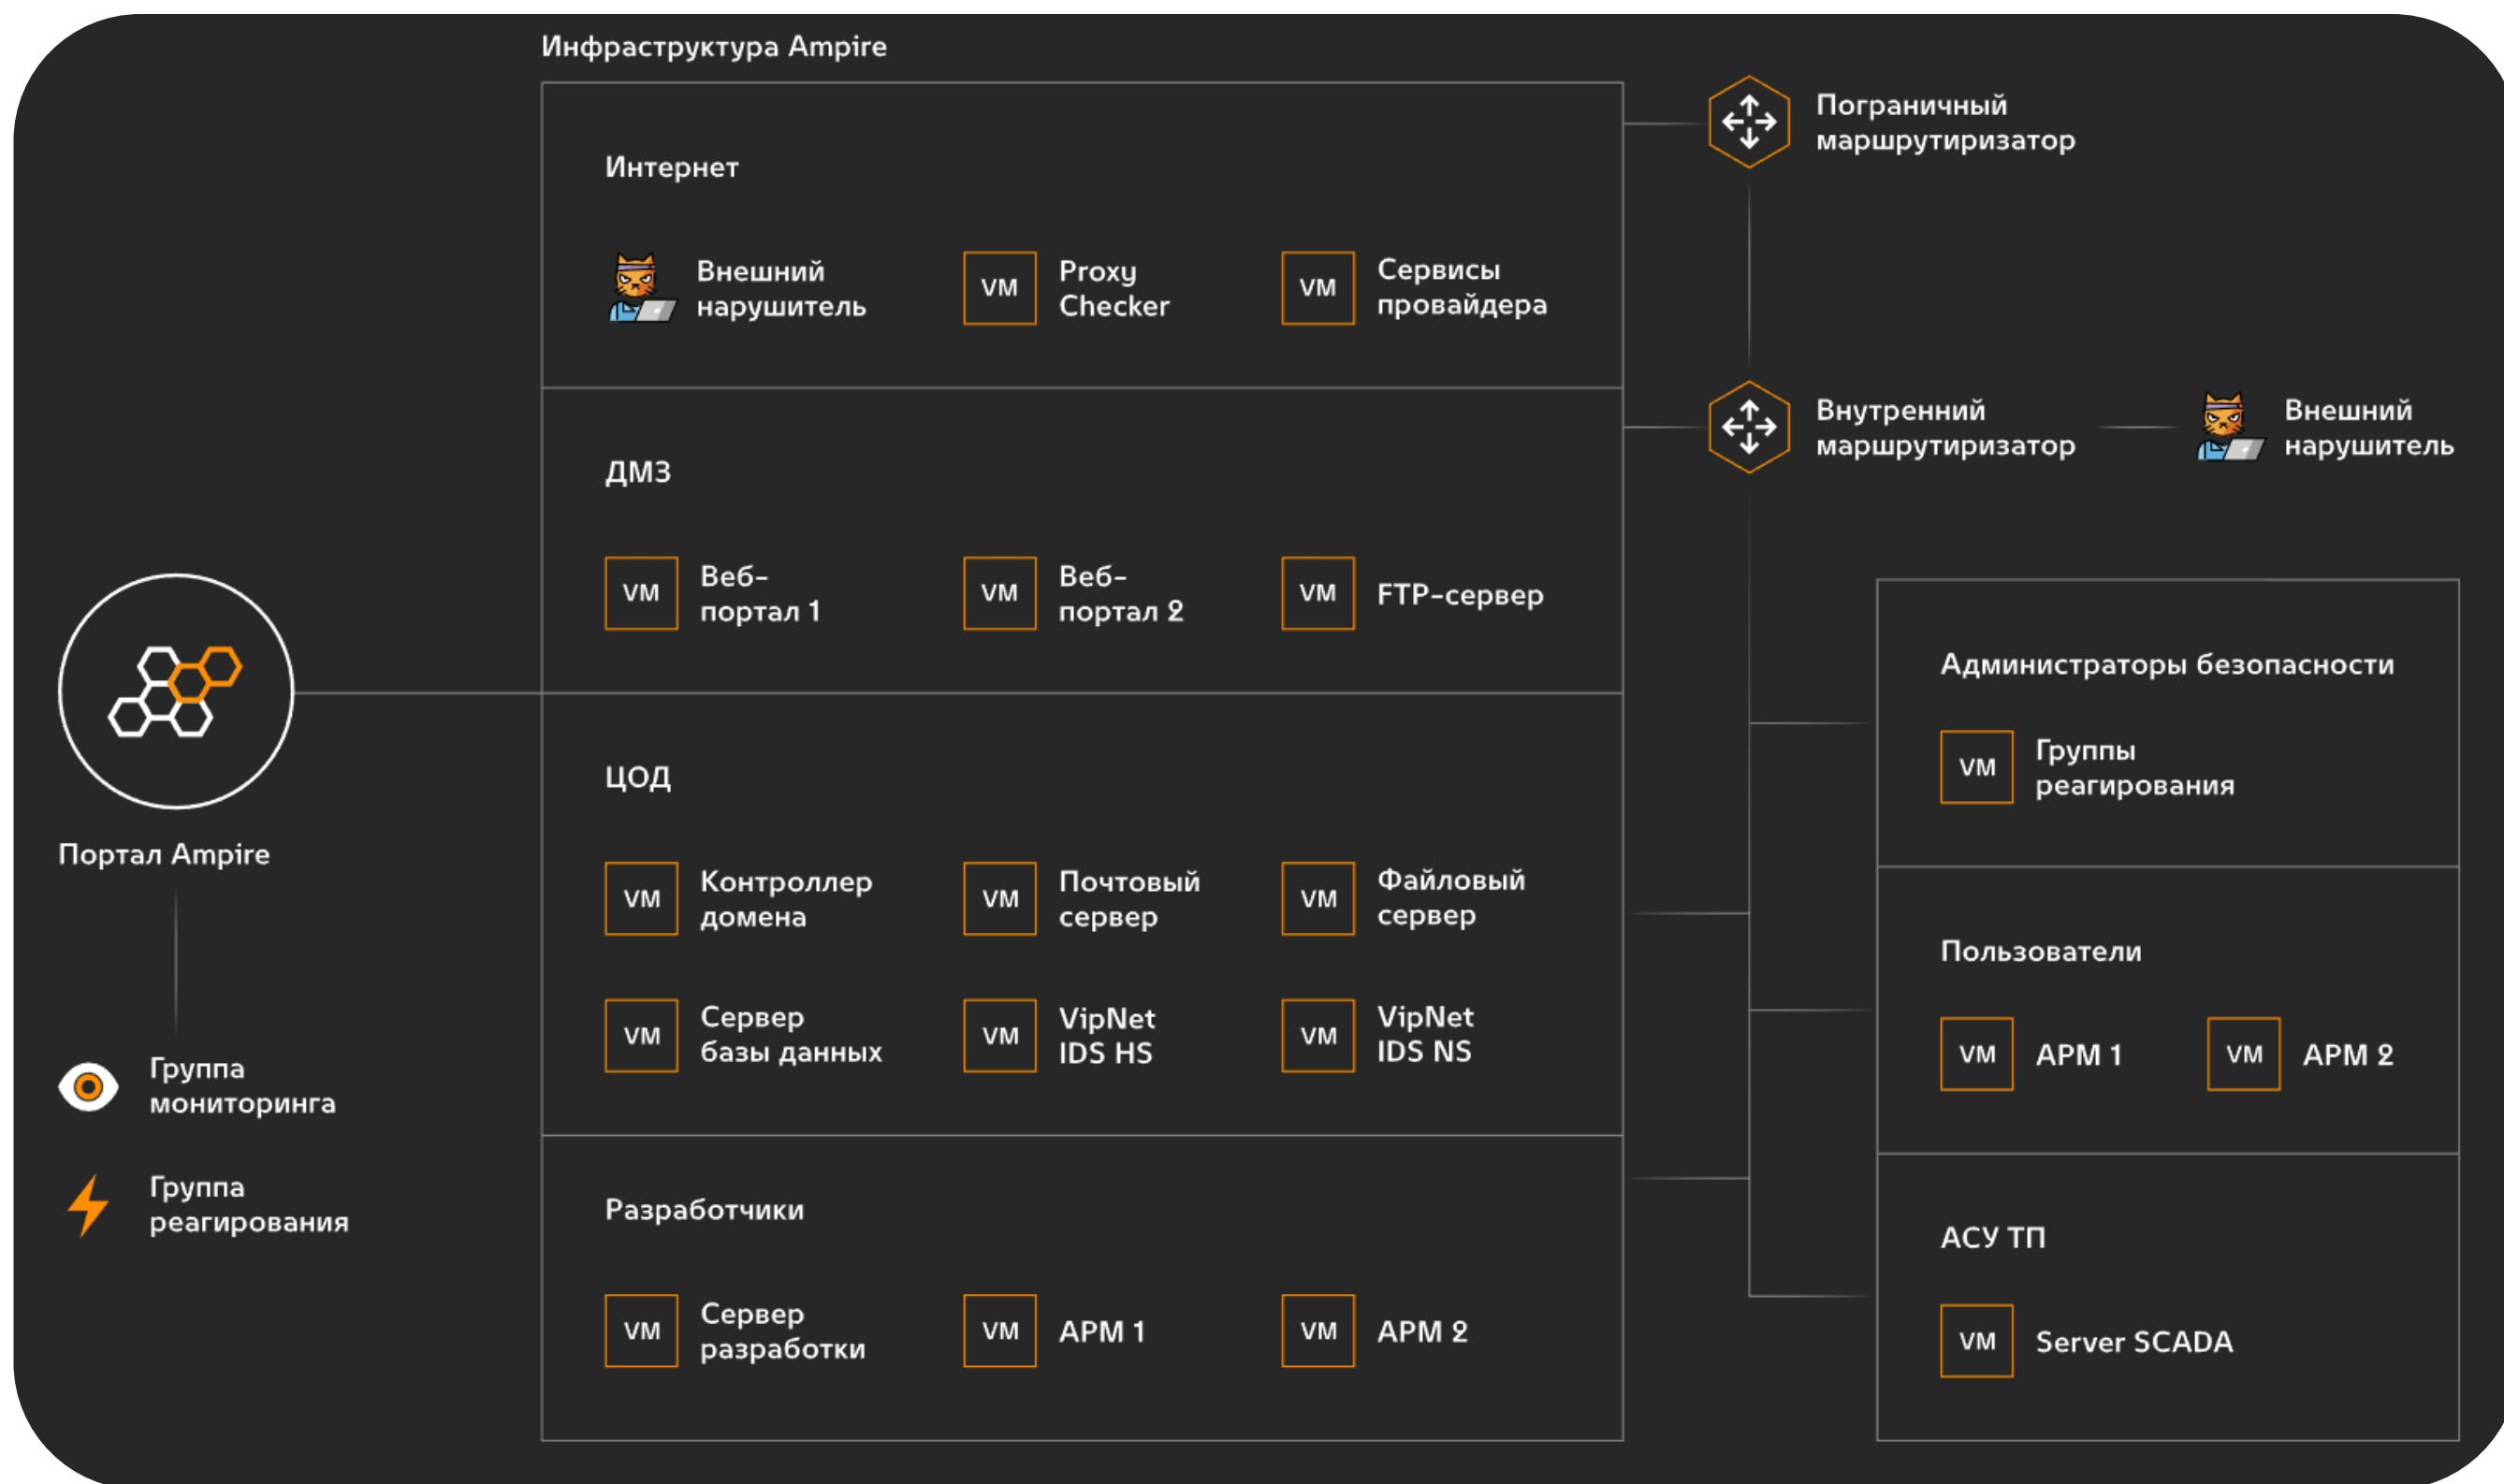 Инфраструктура Ampire
Интернет
Внешний
нарушитель
VM
Proxy
Checker
VM
Сервисы
провайдера
Пограничный
маршрутиризатор
ДМЗ
VM
Веб-
портал 1
VM
Веб-
портал 2
VM
FTP-сервер
Внутренний
маршрутиризатор
Внешний
нарушитель
Портал Ampire
Группа
мониторинга
Группа
реагирования
ЦОД
VM
Контроллер
домена
VM
Почтовый
сервер
VM
Файловый
сервер
VM
Сервер
базы данных
VM
VipNet
IDS HS
VM
VipNet
IDS NS
Разработчики
VM
Сервер
разработки
VM
АРМ 1
VM
АРМ 2
Администраторы безопасности
VM
Группы
реагирования
Пользователи
VM
АРМ 1
VM
АРМ 2
АСУ ТП
VM
Server SCADA